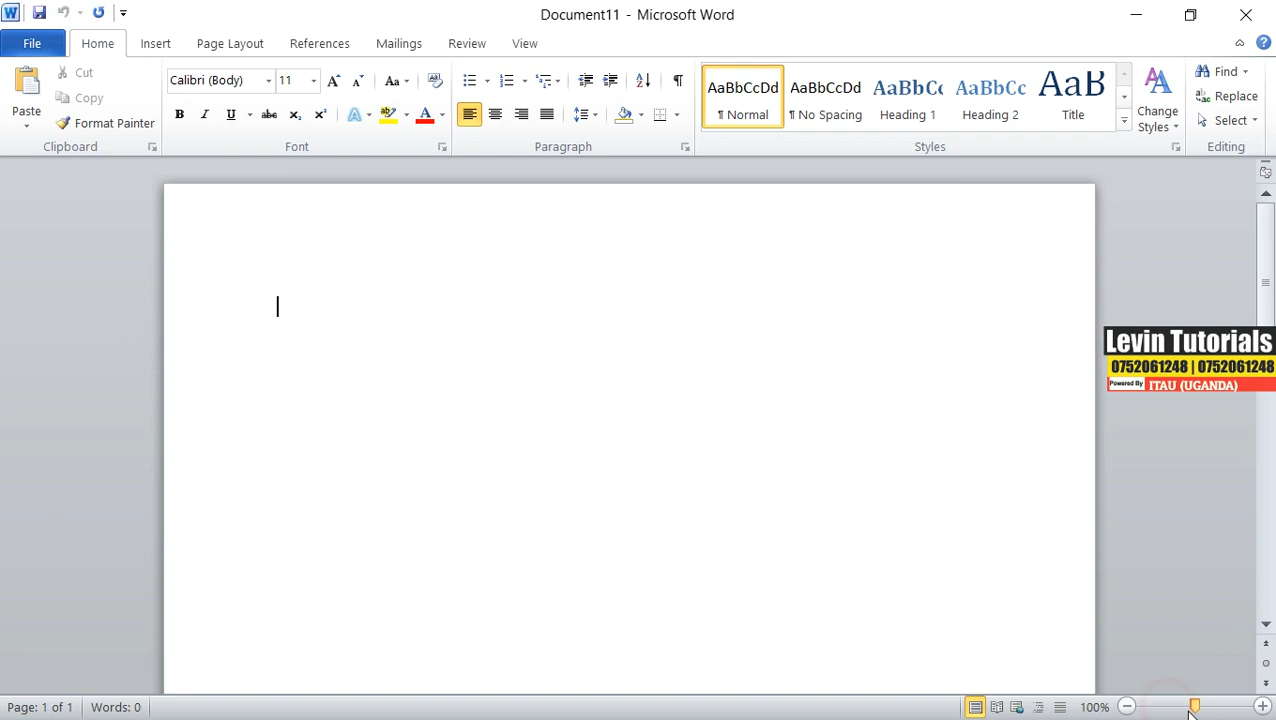 Document11 - Microsoft Word
File Home Insert Page Layout References Mailings Review View
Paste
Cut
Copy
Format Painter
Clipboard
Calibri (Body) 11
Font
Paragraph
AaBbCcDd
¶ Normal
AaBbCcDd
¶ No Spacing
AaBbCc
Heading 1
AaBbCc
Heading 2
AaB
Title
Change
Styles
Styles
Find
Replace
Select
Editing
Levin Tutorials
0752061248 | 0752061248
Powered By ITAU (UGANDA)
Page: 1 of 1 Words: 0 100%